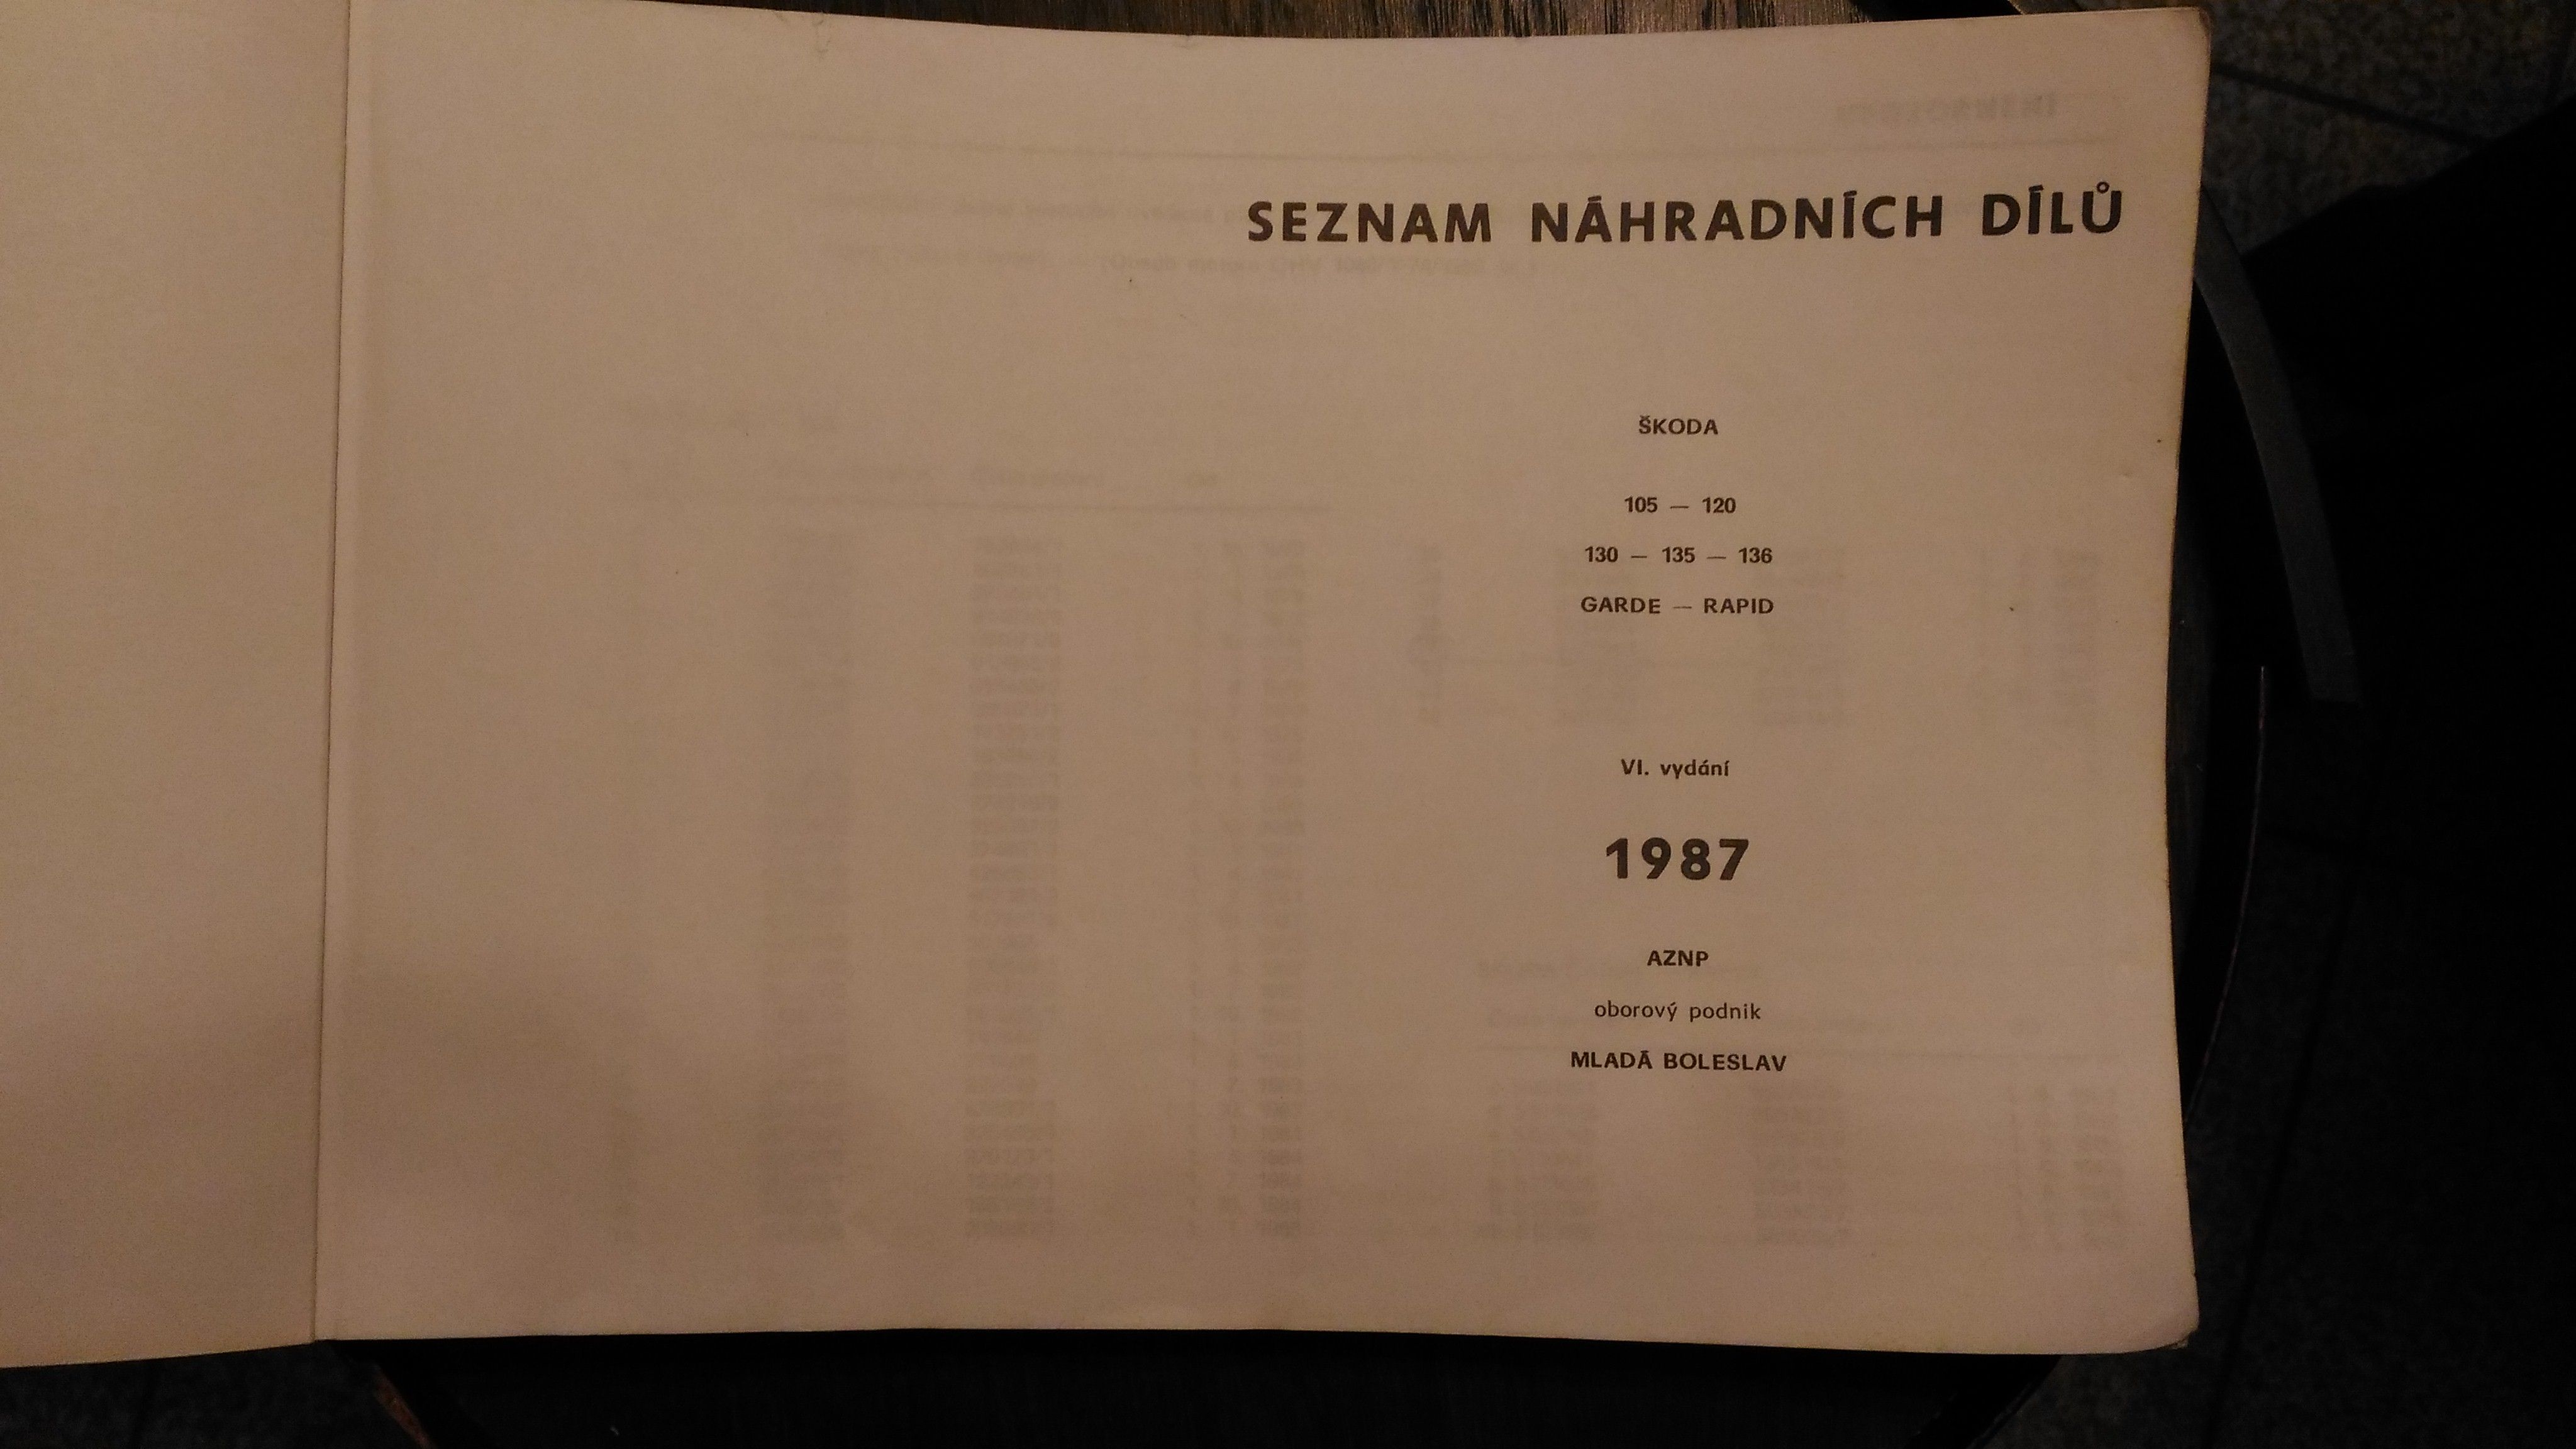 SEZNAM NÁHRADNÍCH DÍLŮ
ŠKODA
105 — 120
130 — 135 — 136
GARDE — RAPID
VI. vydání
1987
AZNP
oborový podnik
MLADÁ BOLESLAV